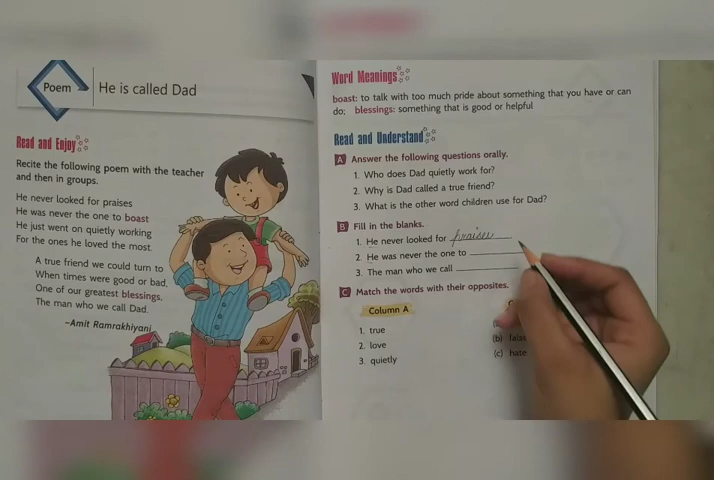 Poem
He is called Dad
Read and Enjoy
Recite the following poem with the teacher
and then in groups.
He never looked for praises
He was never the one to boast
He just went on quietly working
For the ones he loved the most.
A true friend we could turn to
When times were good or bad,
One of our greatest blessings,
The man who we call Dad.
–Amit Ramrakhiyani
Word Meanings
boast: to talk with too much pride about something that you have or can
do; blessings: something that is good or helpful
Read and Understand
A Answer the following questions orally.
1. Who does Dad quietly work for?
2. Why is Dad called a true friend?
3. What is the other word children use for Dad?
B Fill in the blanks.
1. He never looked for praises
2. He was never the one to
3. The man who we call
C Match the words with their opposites.
Column A
1. true
2. love (b)
3. quietly (c) hate